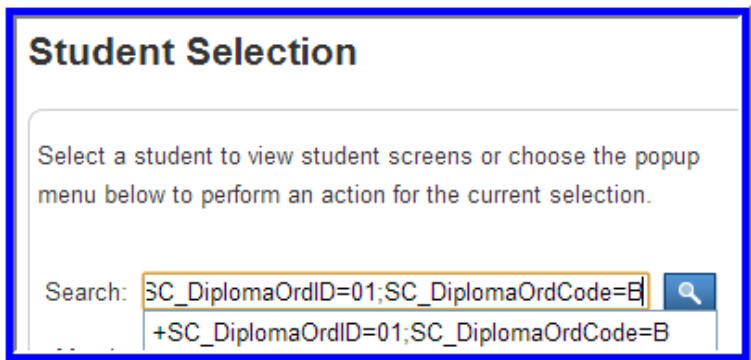 Student Selection
Select a student to view student screens or choose the popup
menu below to perform an action for the current selection.
Search: SC_DiplomaOrdID=01;SC_DiplomaOrdCode=B
+SC_DiplomaOrdID=01;SC_DiplomaOrdCode=B